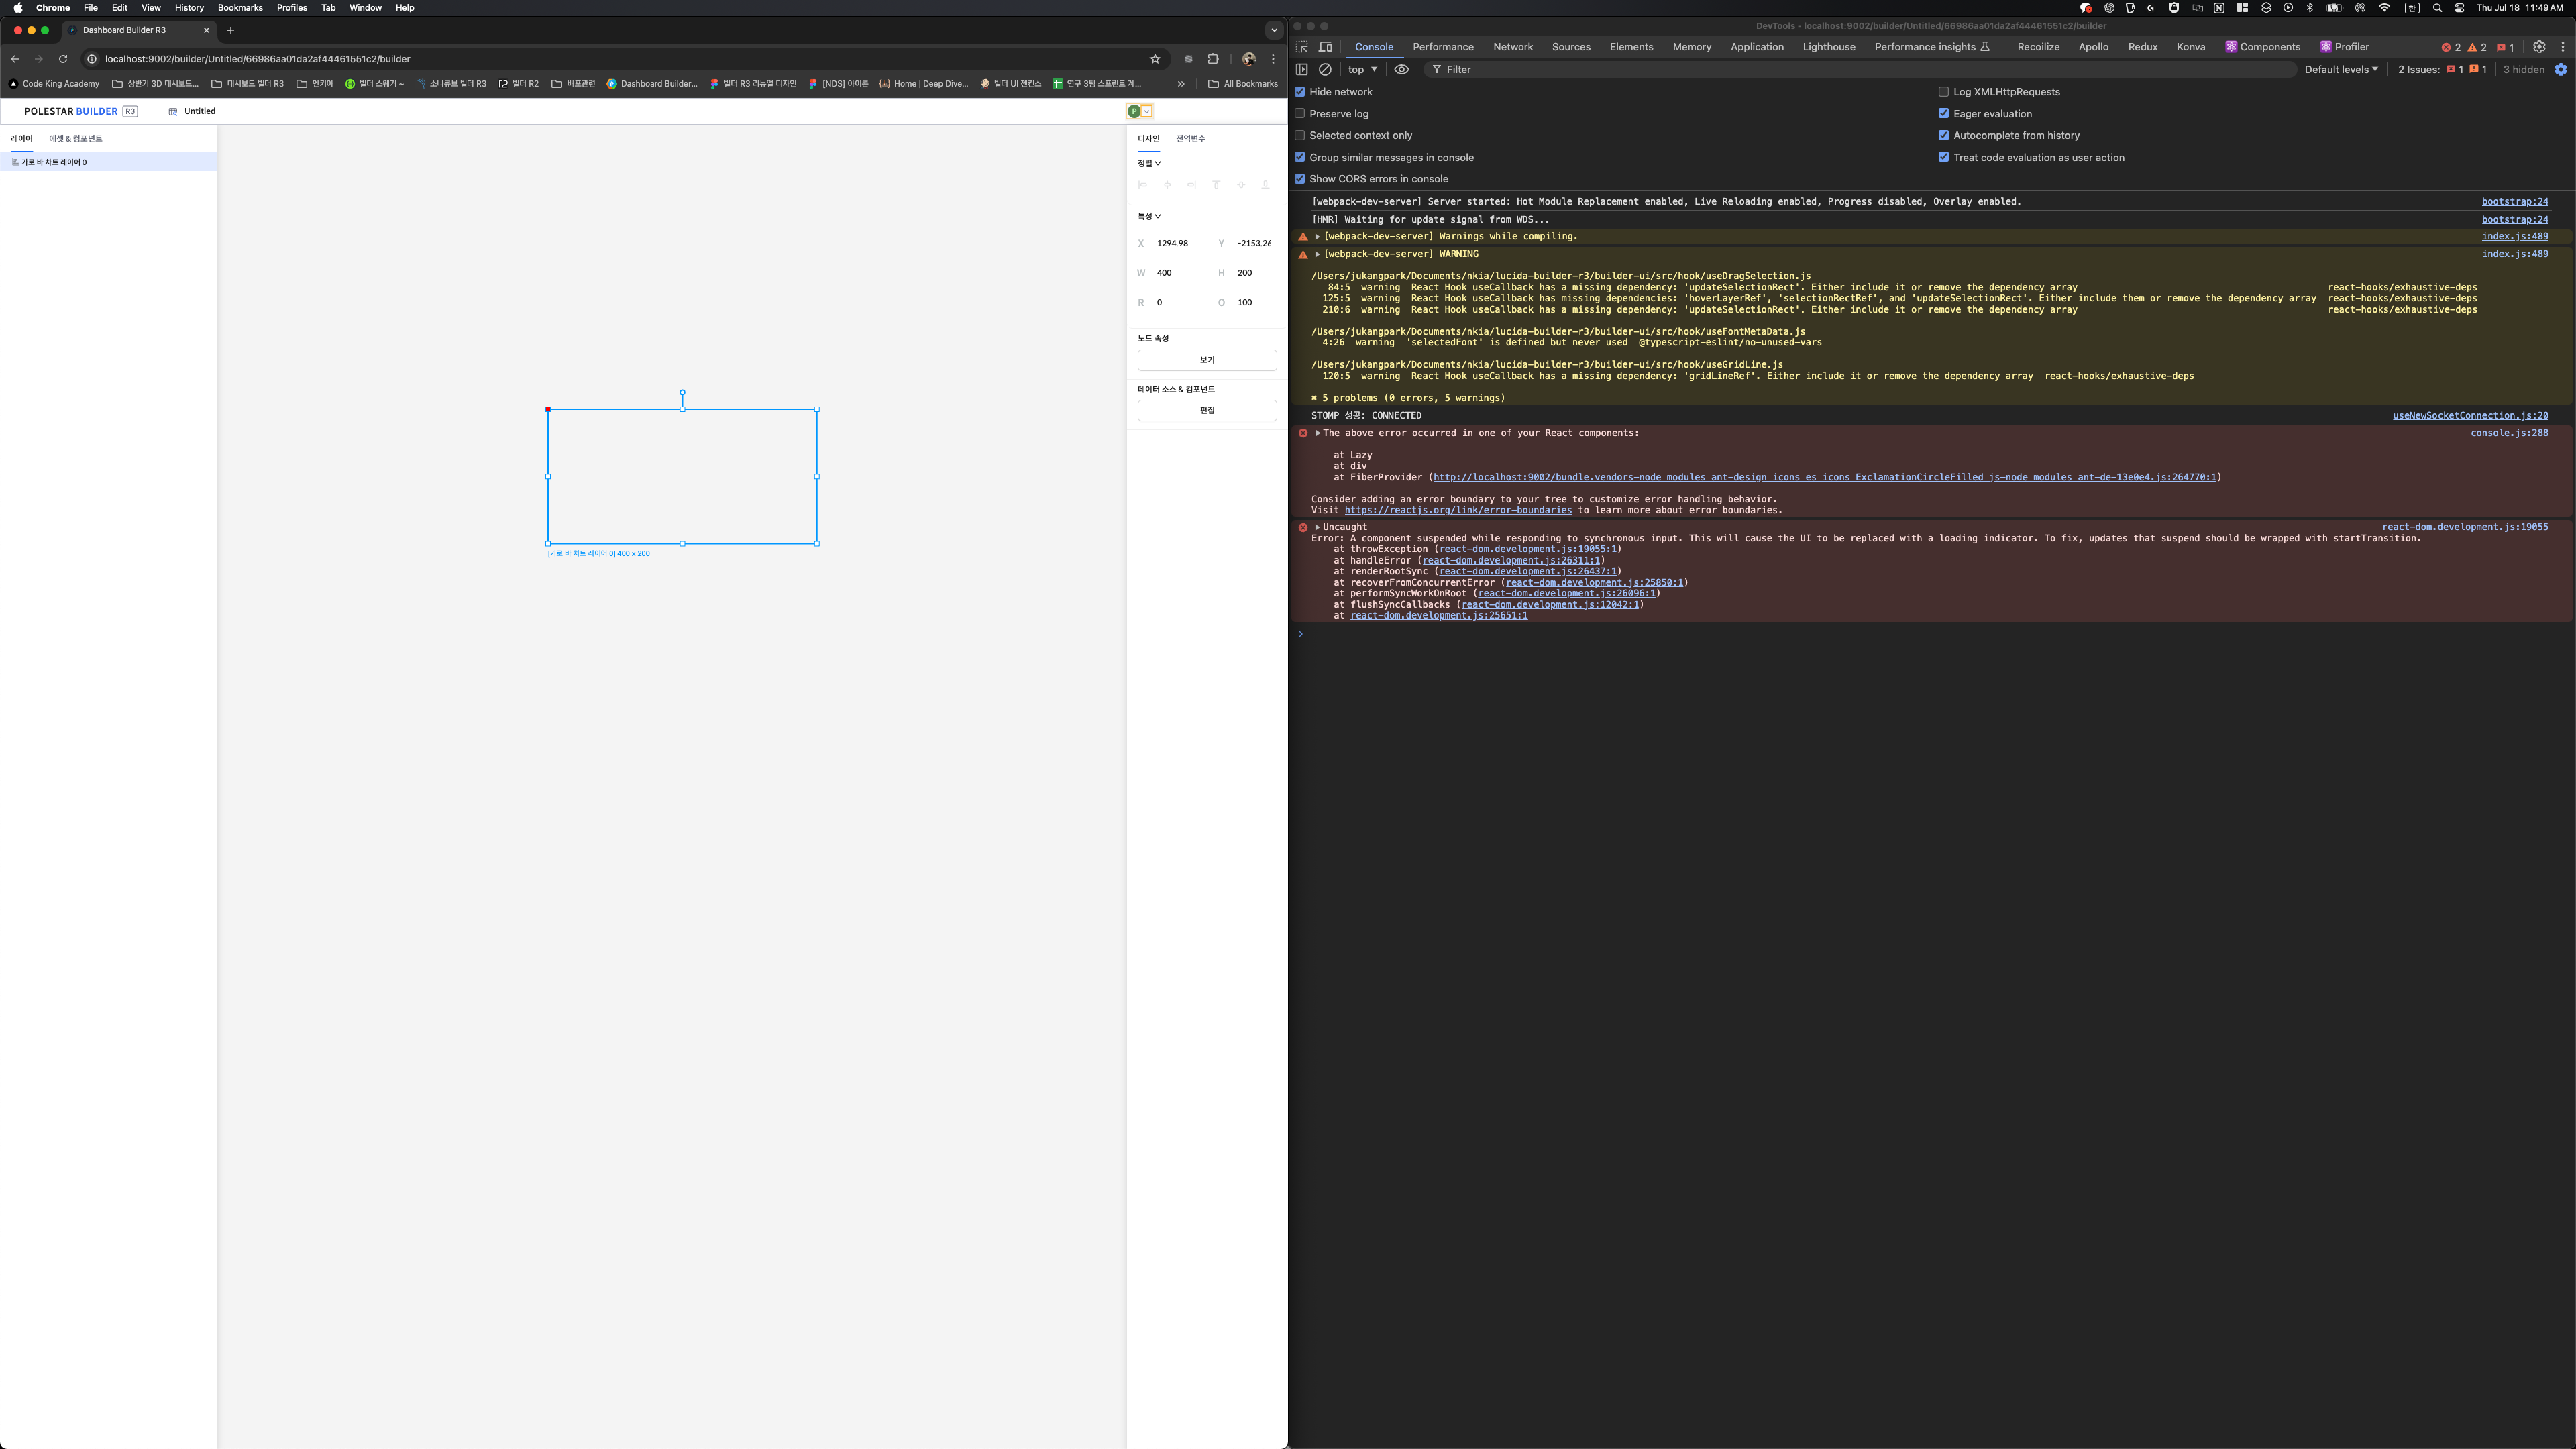 Chrome File Edit View History Bookmarks Profiles Tab Window Help
Thu Jul 18 11:49 AM
Dashboard Builder R3
localhost:9002/builder/Untitled/66986aa01da2af44461551c2/builder
Code King Academy 상반기 3D 대시보드... 대시보드 빌더 R3 앤키아 빌더 스웨거 ~ 소나큐브 빌더 R3 빌더 R2 배포관련 Dashboard Builder... 빌더 R3 리뉴얼 디자인 [NDS] 아이콘 Home | Deep Dive... 빌더 UI 젠킨스 연구 3팀 스프린트 계... » All Bookmarks
POLESTAR BUILDER R3 Untitled
P
레이어 에셋 & 컴포넌트
가로 바 차트 레이어 0
[가로 바 차트 레이어 0] 400 x 200
디자인 전역변수
정렬
특성
X 1294.98 Y -2153.26
W 400 H 200
R 0 O 100
노드 속성
보기
데이터 소스 & 컴포넌트
편집
DevTools - localhost:9002/builder/Untitled/66986aa01da2af44461551c2/builder
Console Performance Network Sources Elements Memory Application Lighthouse Performance insights Recoilize Apollo Redux Konva Components Profiler 2 2 1
top Filter Default levels 2 Issues: 1 1 3 hidden
Hide network Log XMLHttpRequests
Preserve log Eager evaluation
Selected context only Autocomplete from history
Group similar messages in console Treat code evaluation as user action
Show CORS errors in console
[webpack-dev-server] Server started: Hot Module Replacement enabled, Live Reloading enabled, Progress disabled, Overlay enabled. bootstrap:24
[HMR] Waiting for update signal from WDS... bootstrap:24
[webpack-dev-server] Warnings while compiling. index.js:489
[webpack-dev-server] WARNING index.js:489
/Users/jukangpark/Documents/nkia/lucida-builder-r3/builder-ui/src/hook/useDragSelection.js
84:5 warning React Hook useCallback has a missing dependency: 'updateSelectionRect'. Either include it or remove the dependency array react-hooks/exhaustive-deps
125:5 warning React Hook useCallback has missing dependencies: 'hoverLayerRef', 'selectionRectRef', and 'updateSelectionRect'. Either include them or remove the dependency array react-hooks/exhaustive-deps
210:6 warning React Hook useCallback has a missing dependency: 'updateSelectionRect'. Either include it or remove the dependency array react-hooks/exhaustive-deps
/Users/jukangpark/Documents/nkia/lucida-builder-r3/builder-ui/src/hook/useFontMetaData.js
4:26 warning 'selectedFont' is defined but never used @typescript-eslint/no-unused-vars
/Users/jukangpark/Documents/nkia/lucida-builder-r3/builder-ui/src/hook/useGridLine.js
120:5 warning React Hook useCallback has a missing dependency: 'gridLineRef'. Either include it or remove the dependency array react-hooks/exhaustive-deps
✖ 5 problems (0 errors, 5 warnings)
STOMP 성공: CONNECTED useNewSocketConnection.js:20
The above error occurred in one of your React components: console.js:288
at Lazy
at div
at FiberProvider (http://localhost:9002/bundle.vendors-node_modules_ant-design_icons_es_icons_ExclamationCircleFilled_js-node_modules_ant-de-13e0e4.js:264770:1)
Consider adding an error boundary to your tree to customize error handling behavior.
Visit https://reactjs.org/link/error-boundaries to learn more about error boundaries.
Uncaught react-dom.development.js:19055
Error: A component suspended while responding to synchronous input. This will cause the UI to be replaced with a loading indicator. To fix, updates that suspend should be wrapped with startTransition.
at throwException (react-dom.development.js:19055:1)
at handleError (react-dom.development.js:26311:1)
at renderRootSync (react-dom.development.js:26437:1)
at recoverFromConcurrentError (react-dom.development.js:25850:1)
at performSyncWorkOnRoot (react-dom.development.js:26096:1)
at flushSyncCallbacks (react-dom.development.js:12042:1)
at react-dom.development.js:25651:1